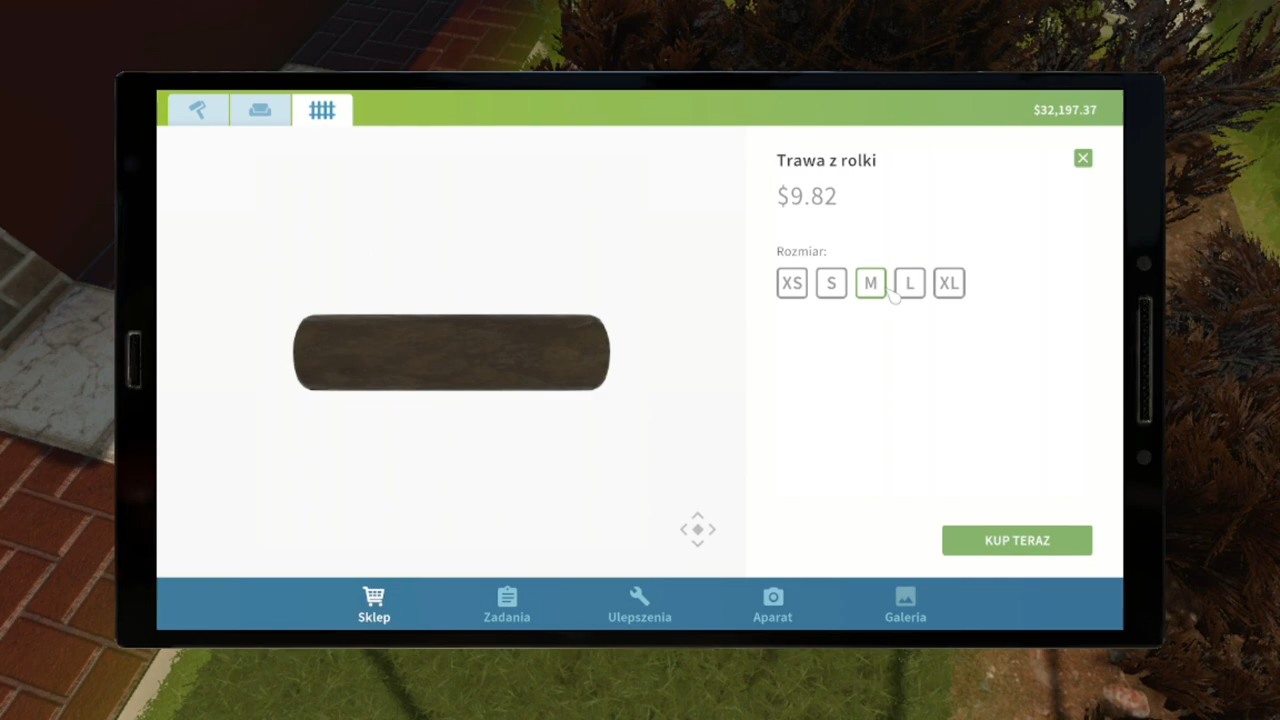 $32,197.37
Trawa z rolki
$9.82
Rozmiar:
XS S M L XL
KUP TERAZ
Sklep Zadania Ulepszenia Aparat Galeria